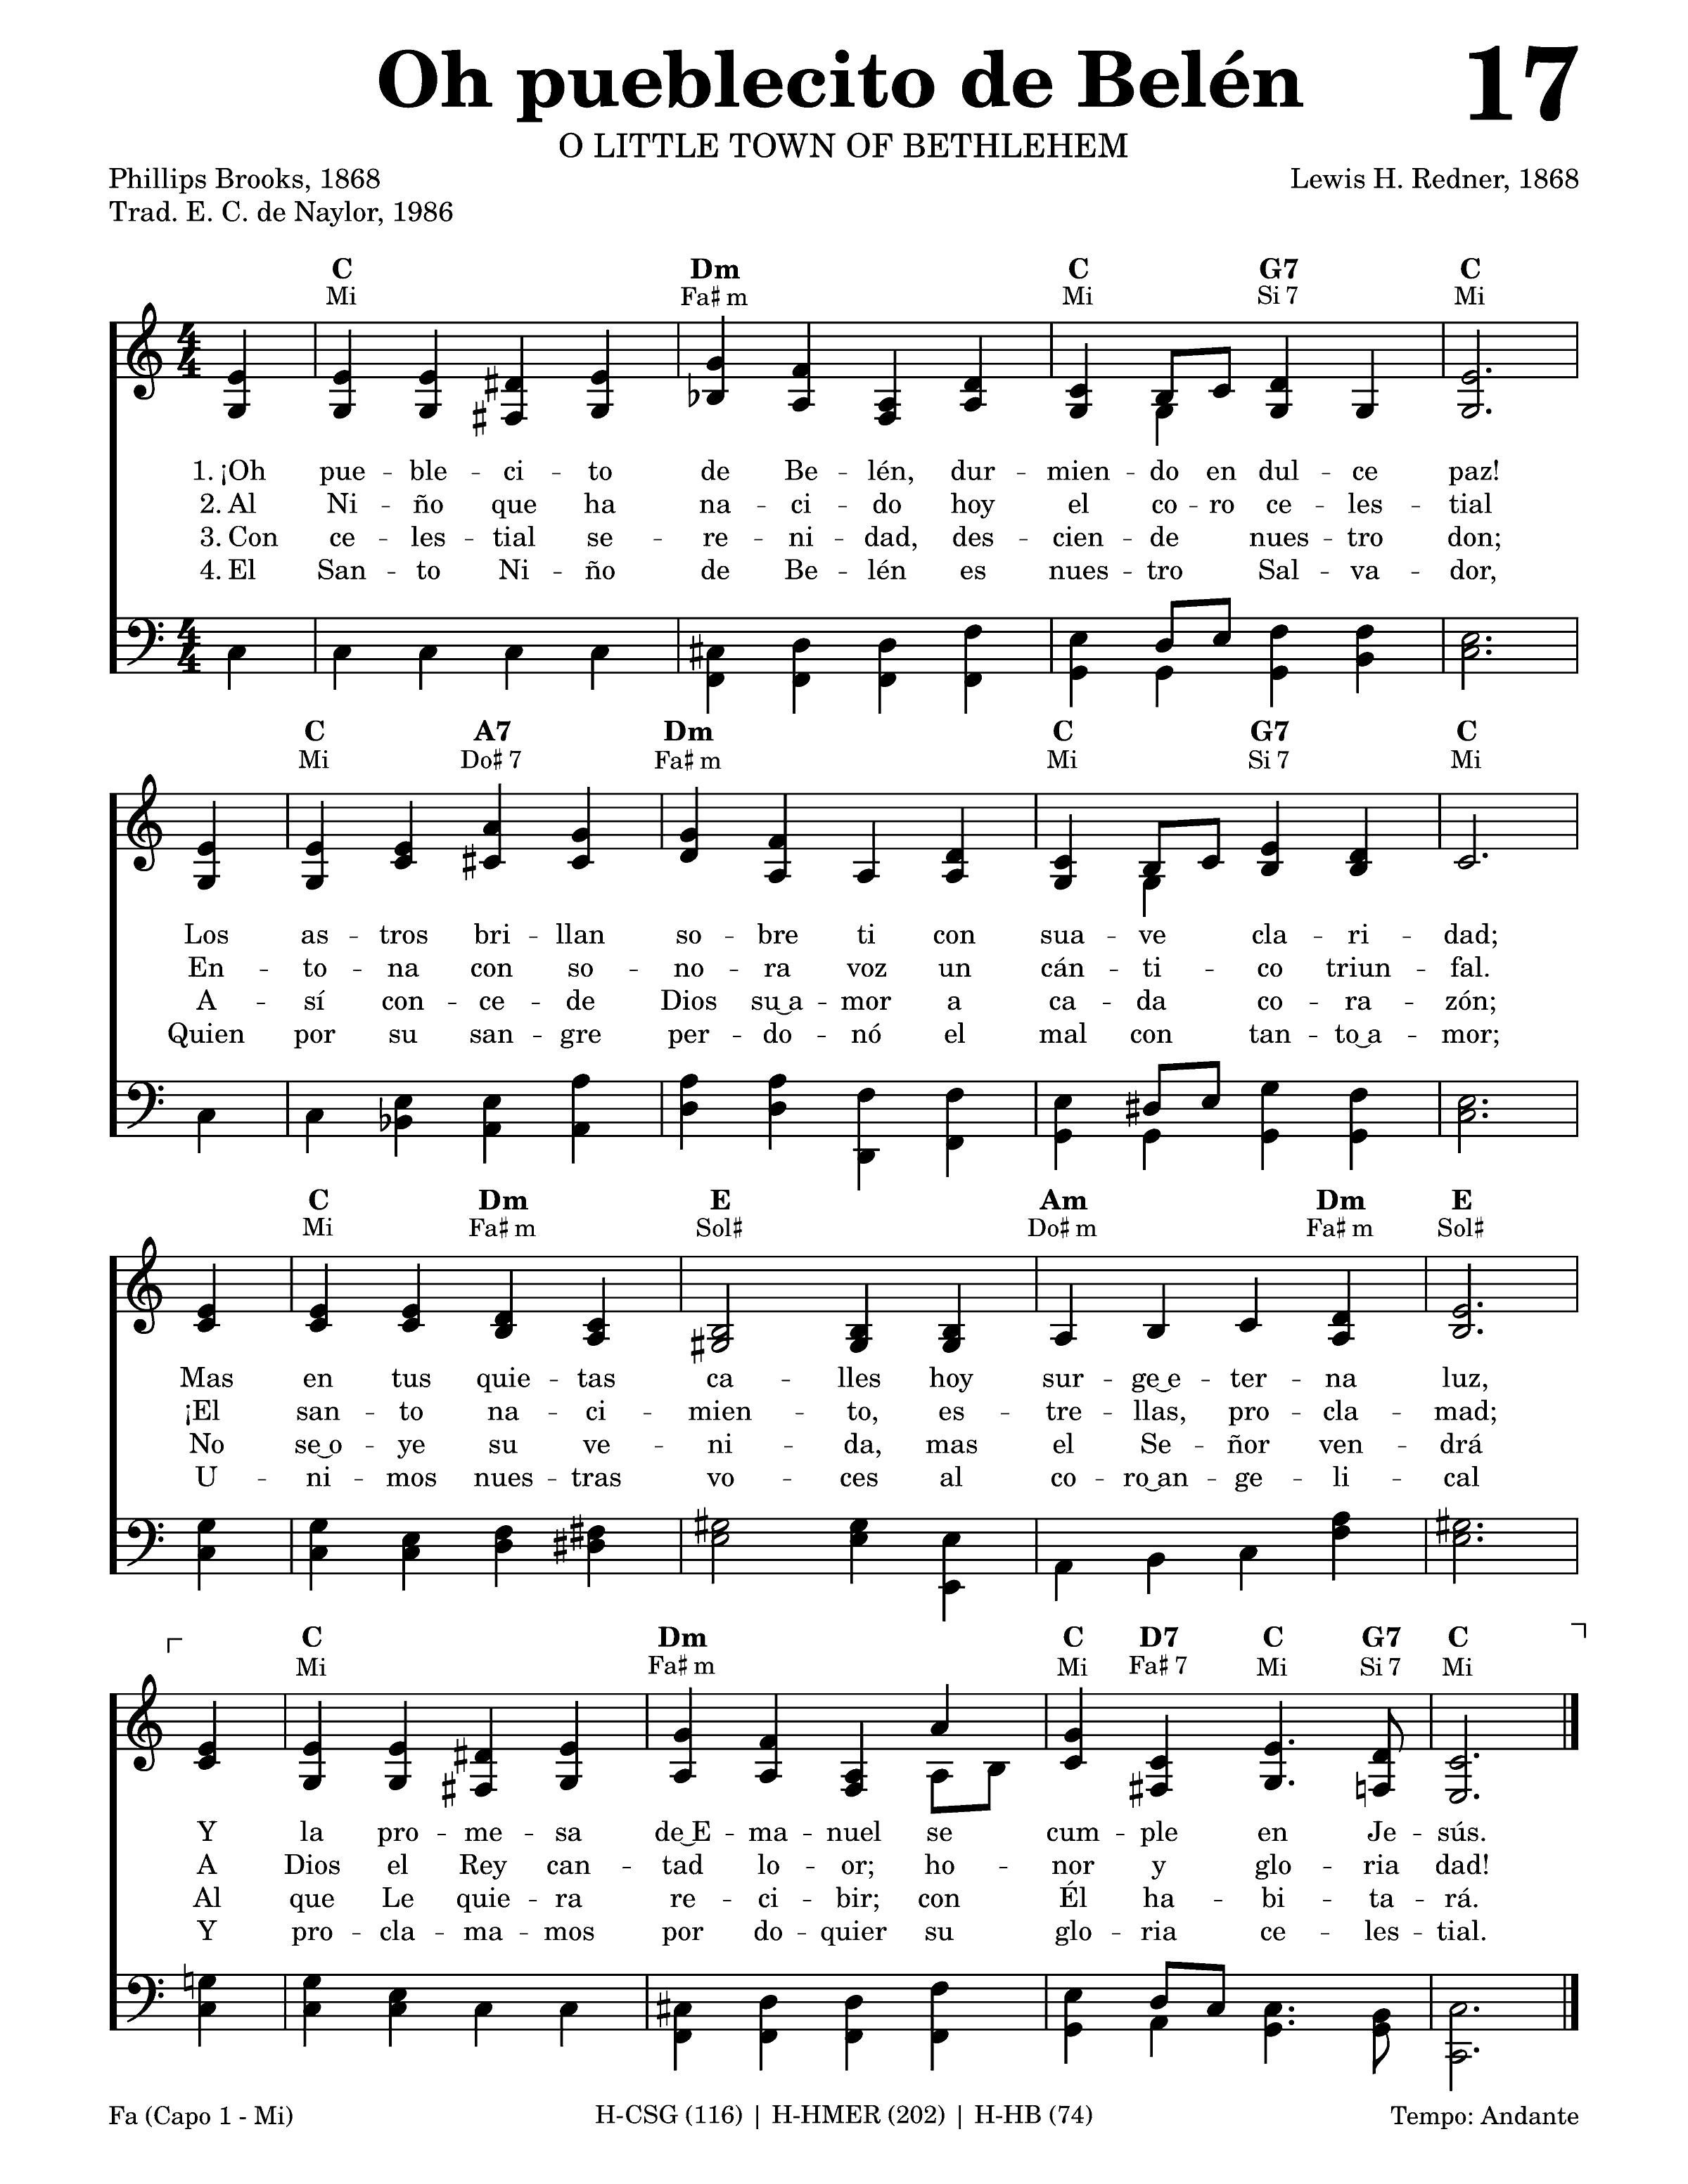 Oh pueblecito de Belén 17
O LITTLE TOWN OF BETHLEHEM
Phillips Brooks, 1868 Lewis H. Redner, 1868
Trad. E. C. de Naylor, 1986
C Dm C G7 C
Mi Fa♯ m Mi Si 7 Mi
1. ¡Oh pue – ble – ci – to de Be – lén, dur – mien – do en dul – ce paz!
2. Al Ni – ño que ha na – ci – do hoy el co – ro ce – les – tial
3. Con ce – les – tial se – re – ni – dad, des – cien – de nues – tro don;
4. El San – to Ni – ño de Be – lén es nues – tro Sal – va – dor,
C A7 Dm C G7 C
Mi Do♯ 7 Fa♯ m Mi Si 7 Mi
Los as – tros bri – llan so – bre ti con sua – ve cla – ri – dad;
En – to – na con so – no – ra voz un cán – ti – co triun – fal.
A – sí con – ce – de Dios su‿a – mor a ca – da co – ra – zón;
Quien por su san – gre per – do – nó el mal con tan – to‿a – mor;
C Dm E Am Dm E
Mi Fa♯ m Sol♯ Do♯ m Fa♯ m Sol♯
Mas en tus quie – tas ca – lles hoy sur – ge‿e – ter – na luz,
¡El san – to na – ci – mien – to, es – tre – llas, pro – cla – mad;
No se‿o – ye su ve – ni – da, mas el Se – ñor ven – drá
U – ni – mos nues – tras vo – ces al co – ro‿an – ge – li – cal
C Dm C D7 C G7 C
Mi Fa♯ m Mi Fa♯ 7 Mi Si 7 Mi
Y la pro – me – sa de‿E – ma – nuel se cum – ple en Je – sús.
A Dios el Rey can – tad lo – or; ho – nor y glo – ria dad!
Al que Le quie – ra re – ci – bir; con Él ha – bi – ta – rá.
Y pro – cla – ma – mos por do – quier su glo – ria ce – les – tial.
Fa (Capo 1 - Mi) H-CSG (116) | H-HMER (202) | H-HB (74) Tempo: Andante